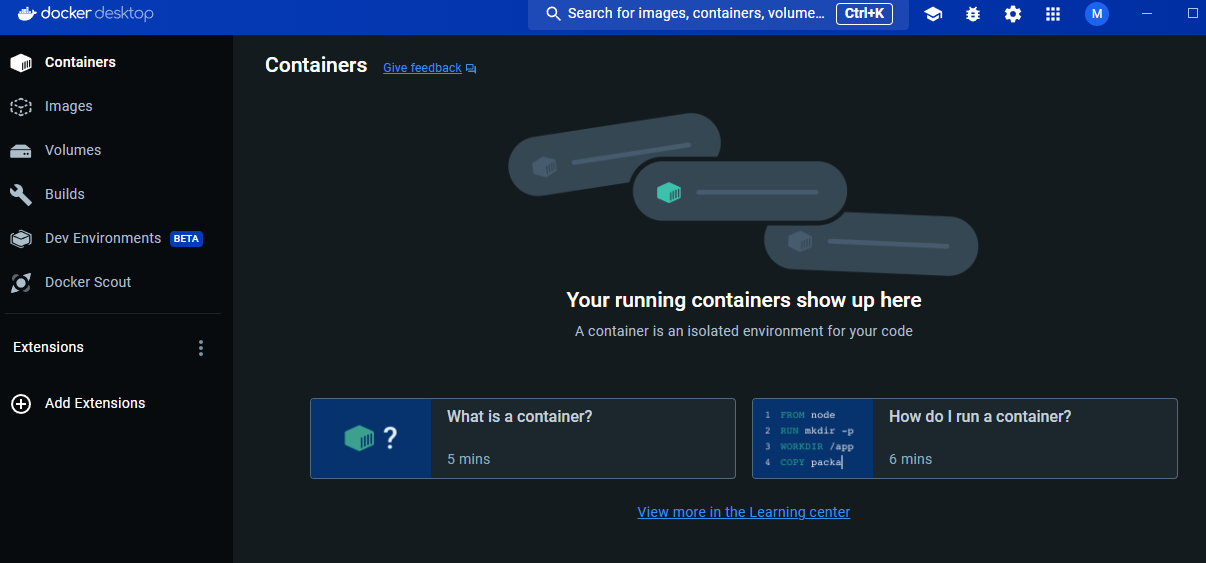 docker desktop
Search for images, containers, volume...
Ctrl+K
M
Containers
Images
Volumes
Builds
Dev Environments BETA
Docker Scout
Extensions
Add Extensions
Containers
Give feedback
Your running containers show up here
A container is an isolated environment for your code
?
What is a container?
5 mins
1 FROM node
2 RUN mkdir -p
3 WORKDIR /app
4 COPY packa
How do I run a container?
6 mins
View more in the Learning center